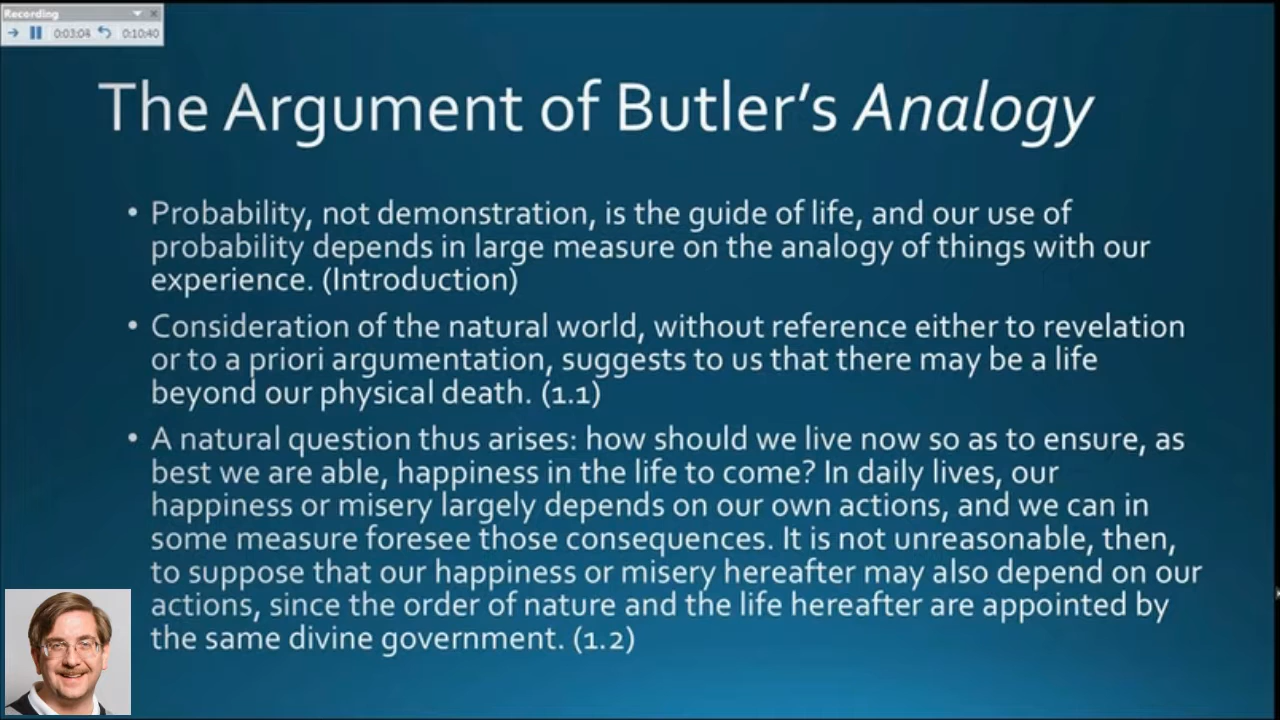 Recording
0:03:03 0:10:40
The Argument of Butler's Analogy
• Probability, not demonstration, is the guide of life, and our use of
probability depends in large measure on the analogy of things with our
experience. (Introduction)
• Consideration of the natural world, without reference either to revelation
or to a priori argumentation, suggests to us that there may be a life
beyond our physical death. (1.1)
• A natural question thus arises: how should we live now so as to ensure, as
best we are able, happiness in the life to come? In daily lives, our
happiness or misery largely depends on our own actions, and we can in
some measure foresee those consequences. It is not unreasonable, then,
to suppose that our happiness or misery hereafter may also depend on our
actions, since the order of nature and the life hereafter are appointed by
the same divine government. (1.2)